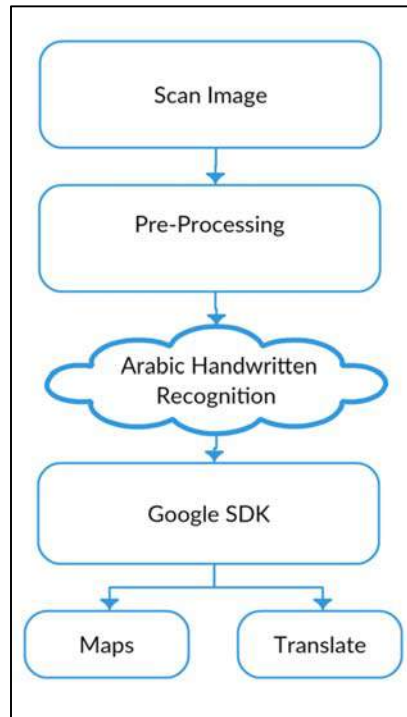 Scan Image
Pre-Processing
Arabic Handwritten
Recognition
Google SDK
Maps
Translate